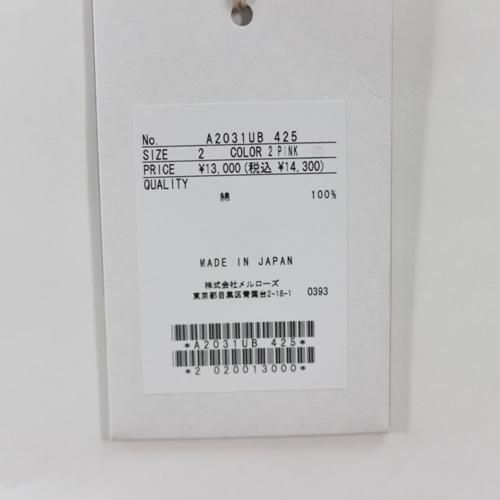 No. A2031UB 425
SIZE 2 COLOR 2 PINK
PRICE ¥13,000(税込 ¥14,300)
QUALITY
綿 100%
MADE IN JAPAN
株式会社メルローズ
東京都目黒区青葉台2-18-1 0393
*A2031UB 425*
*2 020013000*